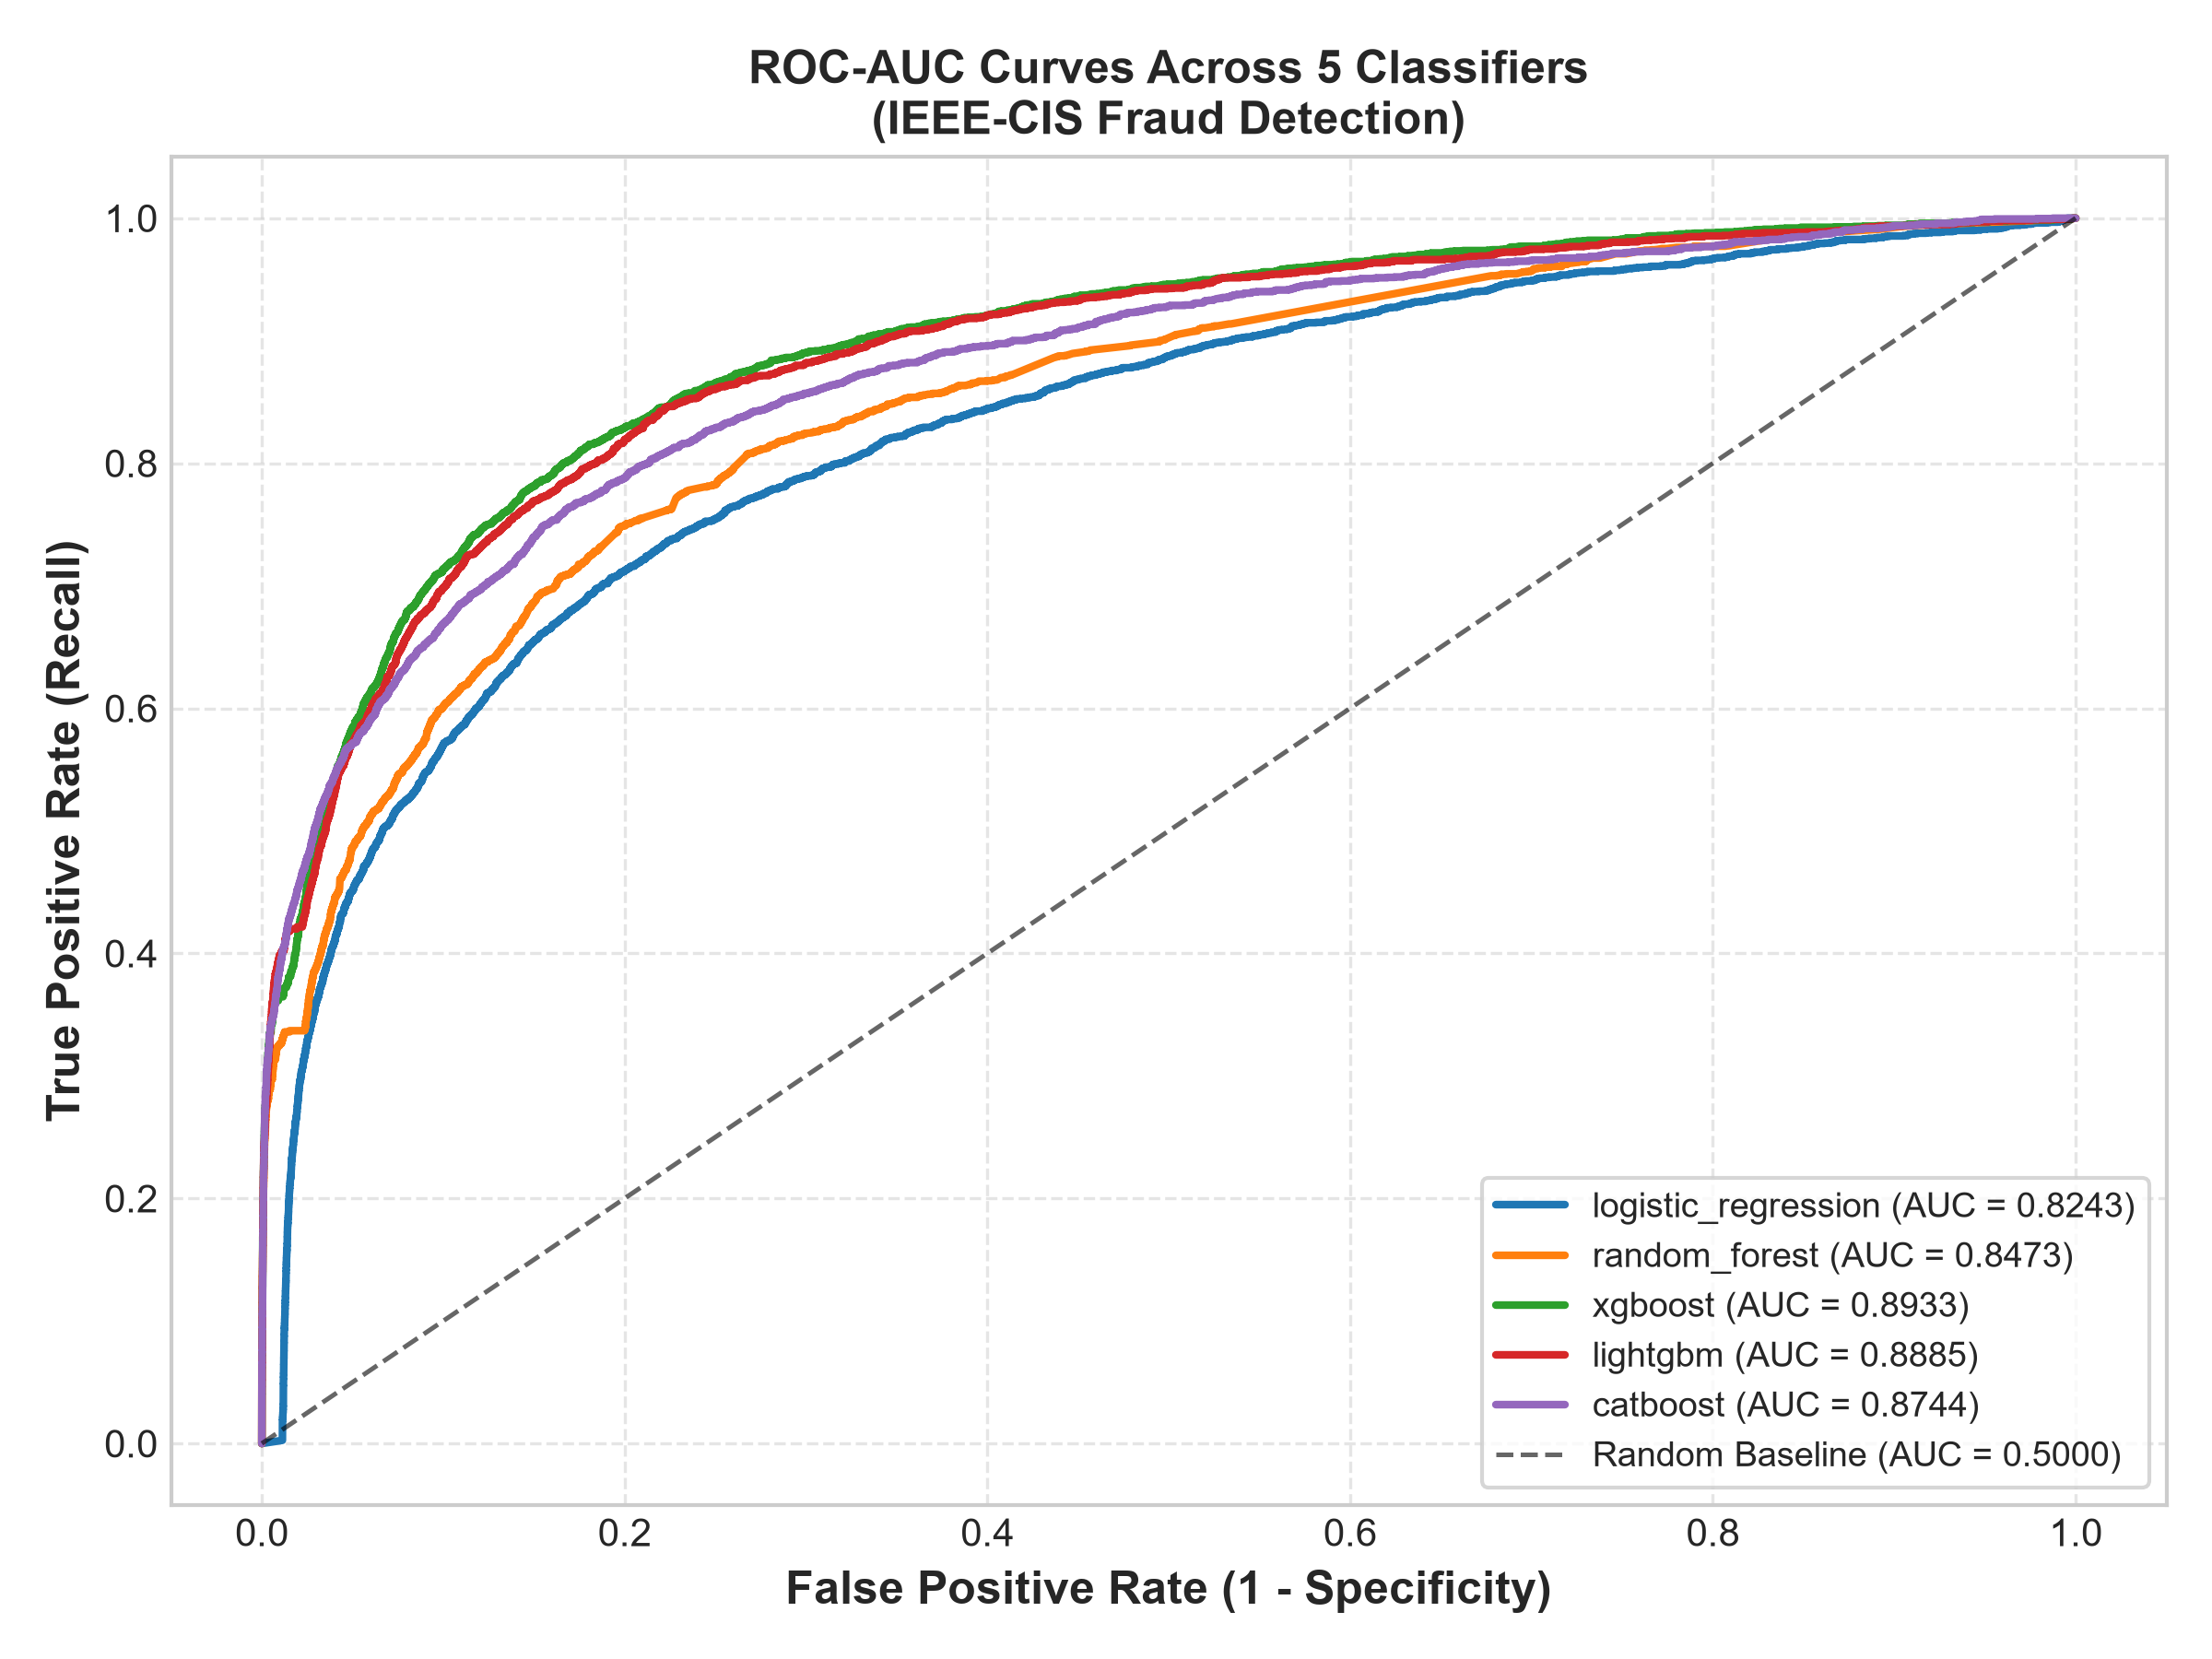 ROC-AUC Curves Across 5 Classifiers
(IEEE-CIS Fraud Detection)
True Positive Rate (Recall)
1.0
0.8
0.6
0.4
0.2
0.0
0.0 0.2 0.4 0.6 0.8 1.0
False Positive Rate (1 - Specificity)
logistic_regression (AUC = 0.8243)
random_forest (AUC = 0.8473)
xgboost (AUC = 0.8933)
lightgbm (AUC = 0.8885)
catboost (AUC = 0.8744)
Random Baseline (AUC = 0.5000)